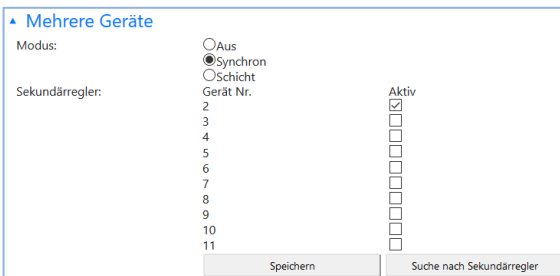 Mehrere Geräte
Modus: Aus
Synchron
Schicht
Sekundärregler: Gerät Nr. Aktiv
2
3
4
5
6
7
8
9
10
11
Speichern Suche nach Sekundärregler